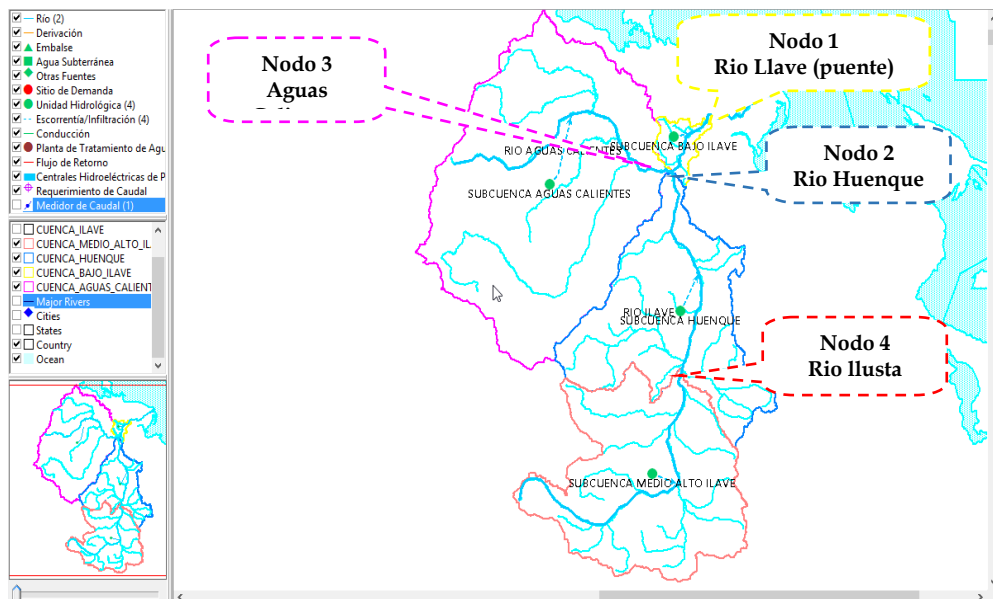 Río (2)
Derivación
Embalse
Agua Subterránea
Otras Fuentes
Sitio de Demanda
Unidad Hidrológica (4)
Escorrentía/Infiltración (4)
Conducción
Planta de Tratamiento de Agu
Flujo de Retorno
Centrales Hidroeléctricas de P
Requerimiento de Caudal
Medidor de Caudal (1)
CUENCA_ILAVE
CUENCA_MEDIO_ALTO_IL
CUENCA_HUENQUE
CUENCA_BAJO_ILAVE
CUENCA_AGUAS_CALIENT
Major Rivers
Cities
States
Country
Ocean
Nodo 3
Aguas
Nodo 1
Rio Llave (puente)
Nodo 2
Rio Huenque
Nodo 4
Rio llusta
RIO AGUAS CALIENTES
SUBCUENCA BAJO ILAVE
SUBCUENCA AGUAS CALIENTES
RIO ILAVE
SUBCUENCA HUENQUE
SUBCUENCA MEDIO ALTO ILAVE